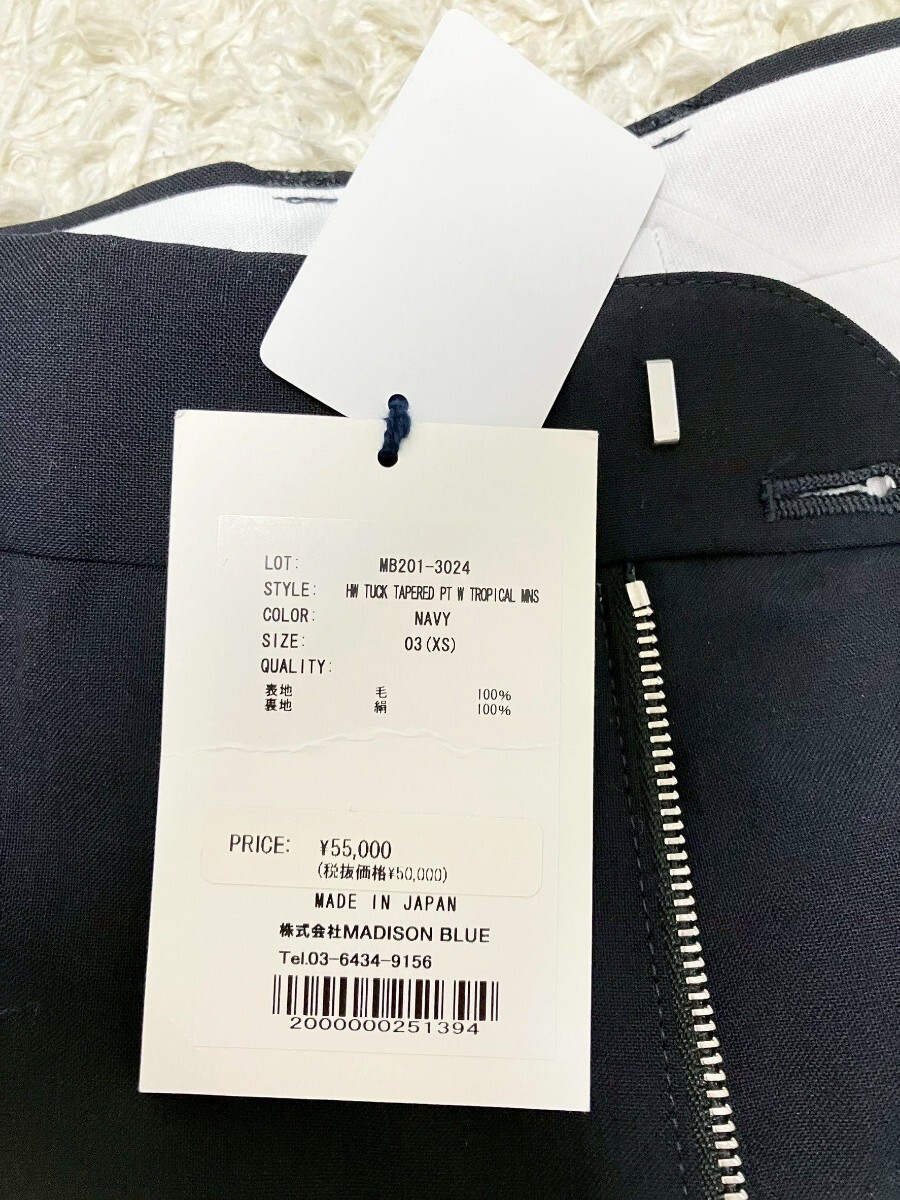 LOT: MB201-3024
STYLE: HW TUCK TAPERED PT W TROPICAL MNS
COLOR: NAVY
SIZE: 03(XS)
QUALITY:
表地 毛 100%
裏地 絹 100%
PRICE: ¥55,000
(税抜価格¥50,000)
MADE IN JAPAN
株式会社MADISON BLUE
Tel.03-6434-9156
2000000251394